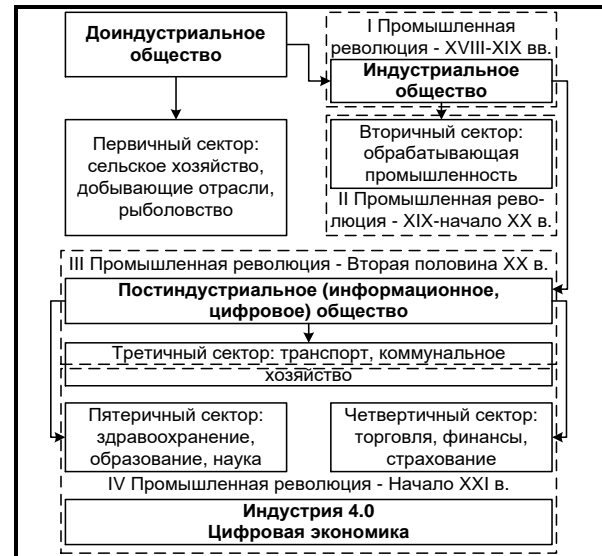 Доиндустриальное
общество
I Промышленная
революция - XVIII-XIX вв.
Индустриальное
общество
Первичный сектор:
сельское хозяйство,
добывающие отрасли,
рыболовство
Вторичный сектор:
обрабатывающая
промышленность
II Промышленная рево-
люция - XIX-начало XX в.
III Промышленная революция - Вторая половина XX в.
Постиндустриальное (информационное,
цифровое) общество
Третичный сектор: транспорт, коммунальное
хозяйство
Пятеричный сектор:
здравоохранение,
образование, наука
Четвертичный сектор:
торговля, финансы,
страхование
IV Промышленная революция - Начало XXI в.
Индустрия 4.0
Цифровая экономика